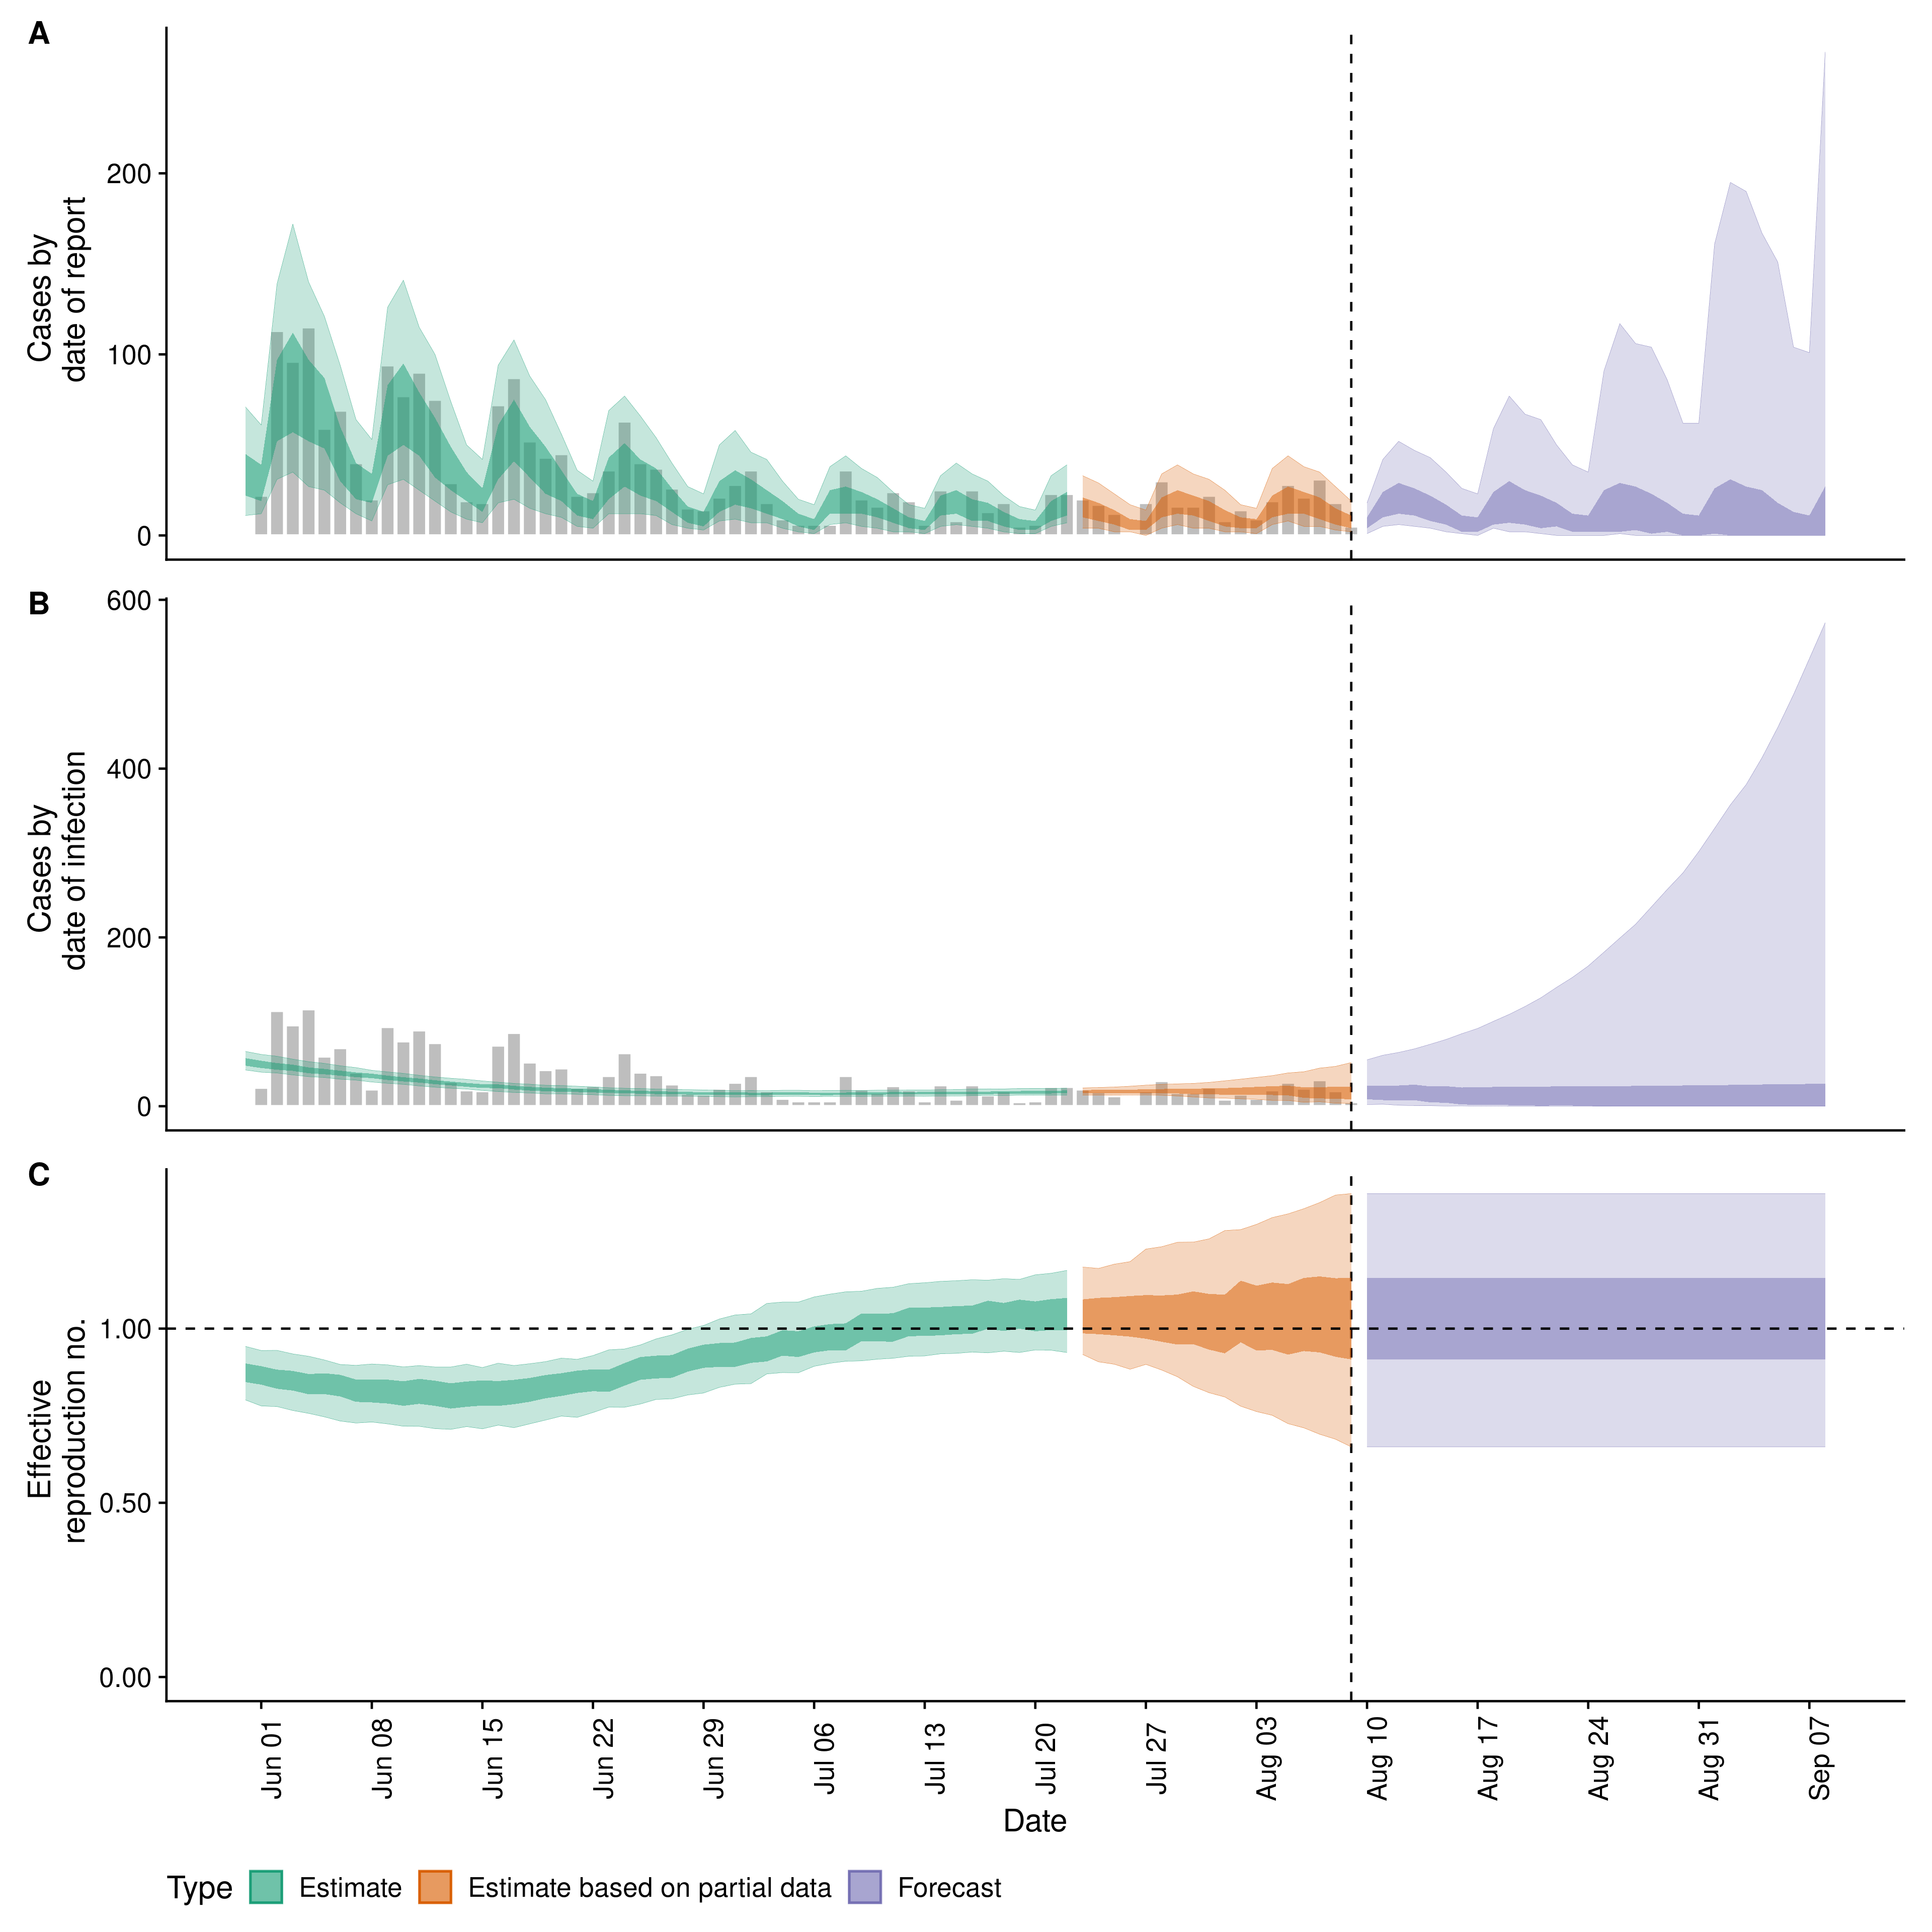 A
Cases by
date of report
200
100
0
B
Cases by
date of infection
600
400
200
0
C
Effective
reproduction no.
1.00
0.50
0.00
Jun 01
Jun 08
Jun 15
Jun 22
Jun 29
Jul 06
Jul 13
Jul 20
Jul 27
Aug 03
Aug 10
Aug 17
Aug 24
Aug 31
Sep 07
Date
Type Estimate Estimate based on partial data Forecast